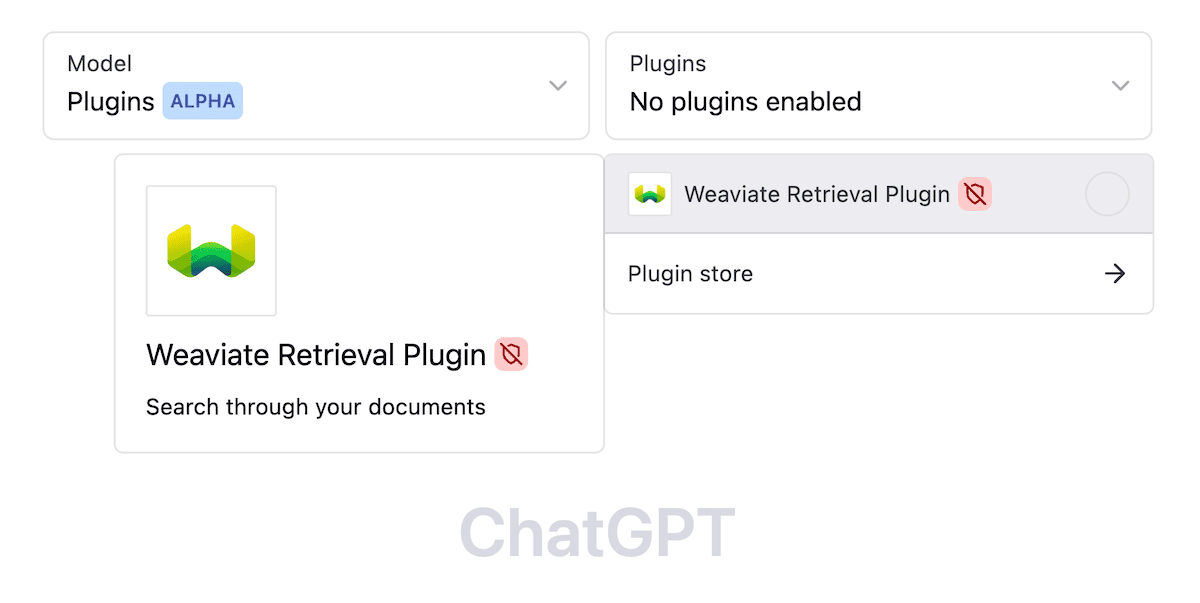 Model
Plugins ALPHA
Plugins
No plugins enabled
Weaviate Retrieval Plugin
Search through your documents
Weaviate Retrieval Plugin
Plugin store
ChatGPT